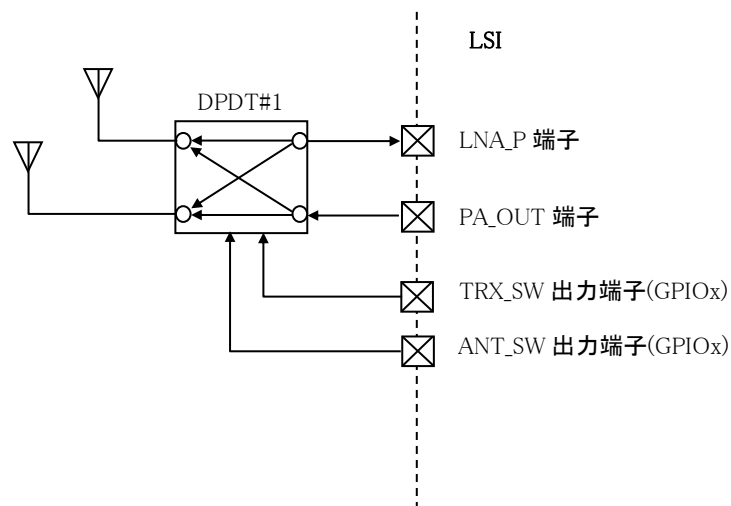 LSI
DPDT#1
LNA_P 端子
PA_OUT 端子
TRX_SW 出力端子(GPIOx)
ANT_SW 出力端子(GPIOx)